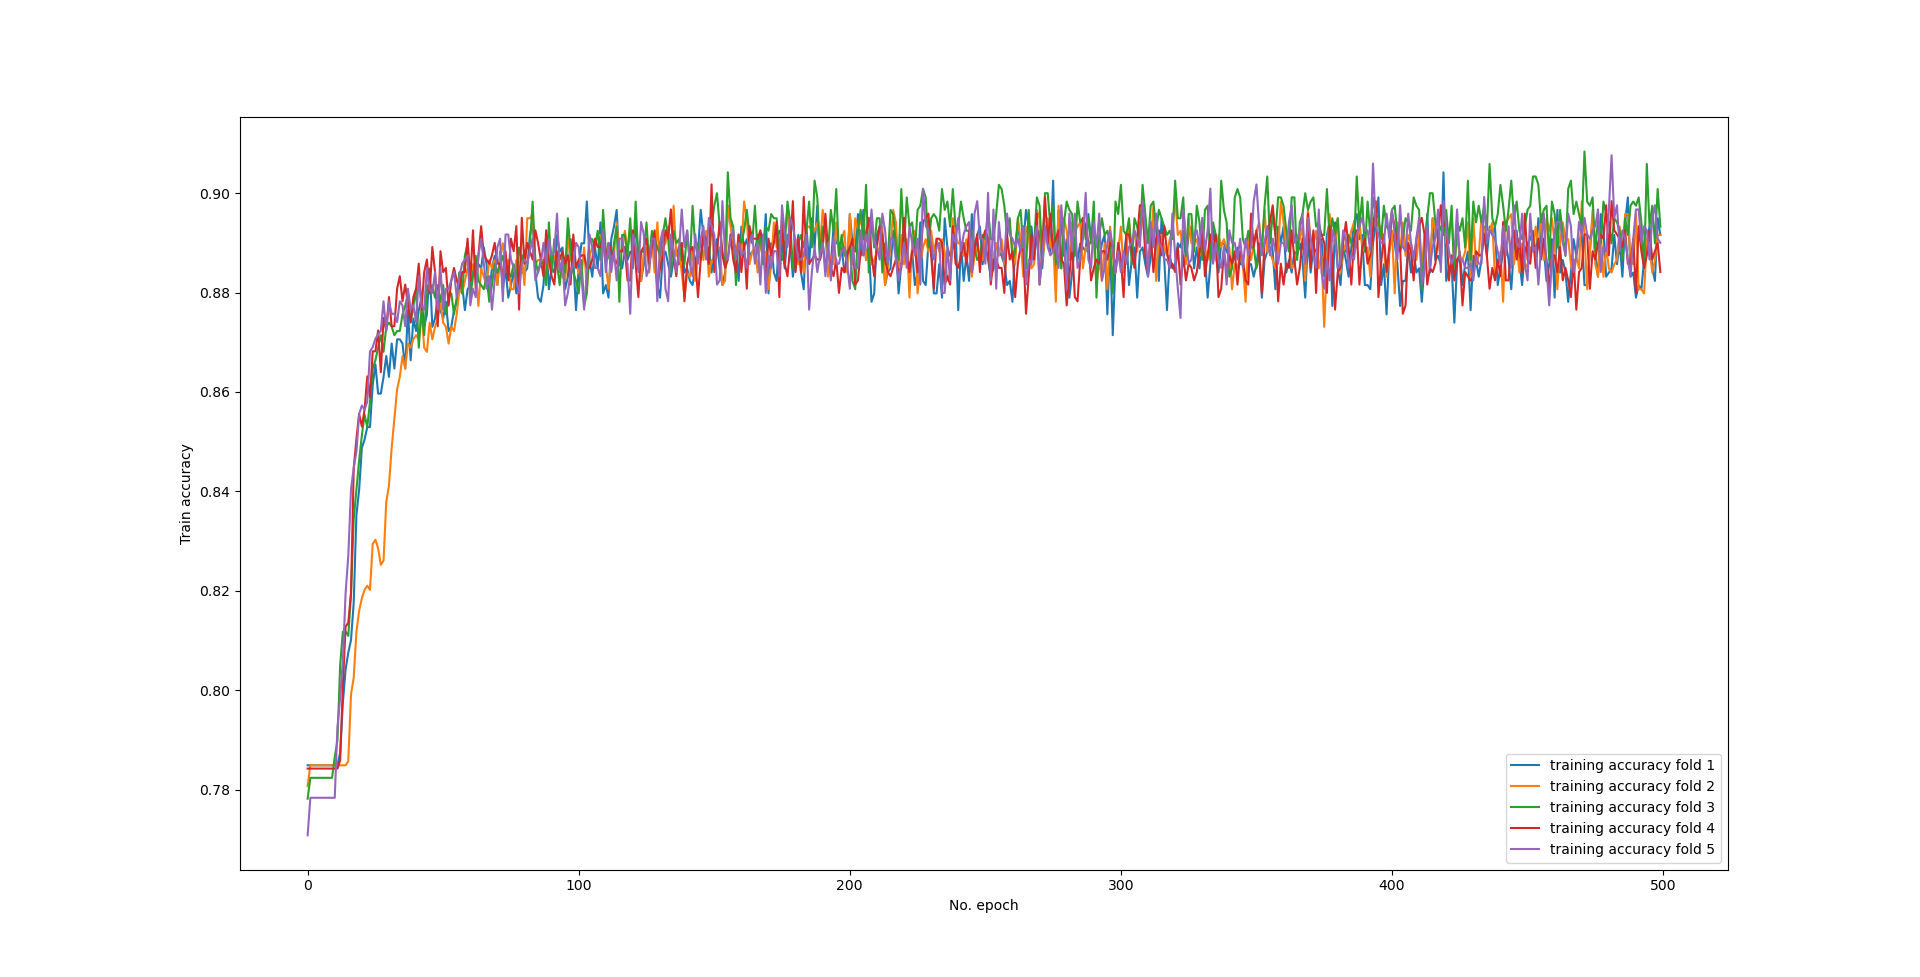 0.90
0.88
0.86
0.84
0.82
0.80
0.78
Train accuracy
0 100 200 300 400 500
No. epoch
training accuracy fold 1
training accuracy fold 2
training accuracy fold 3
training accuracy fold 4
training accuracy fold 5